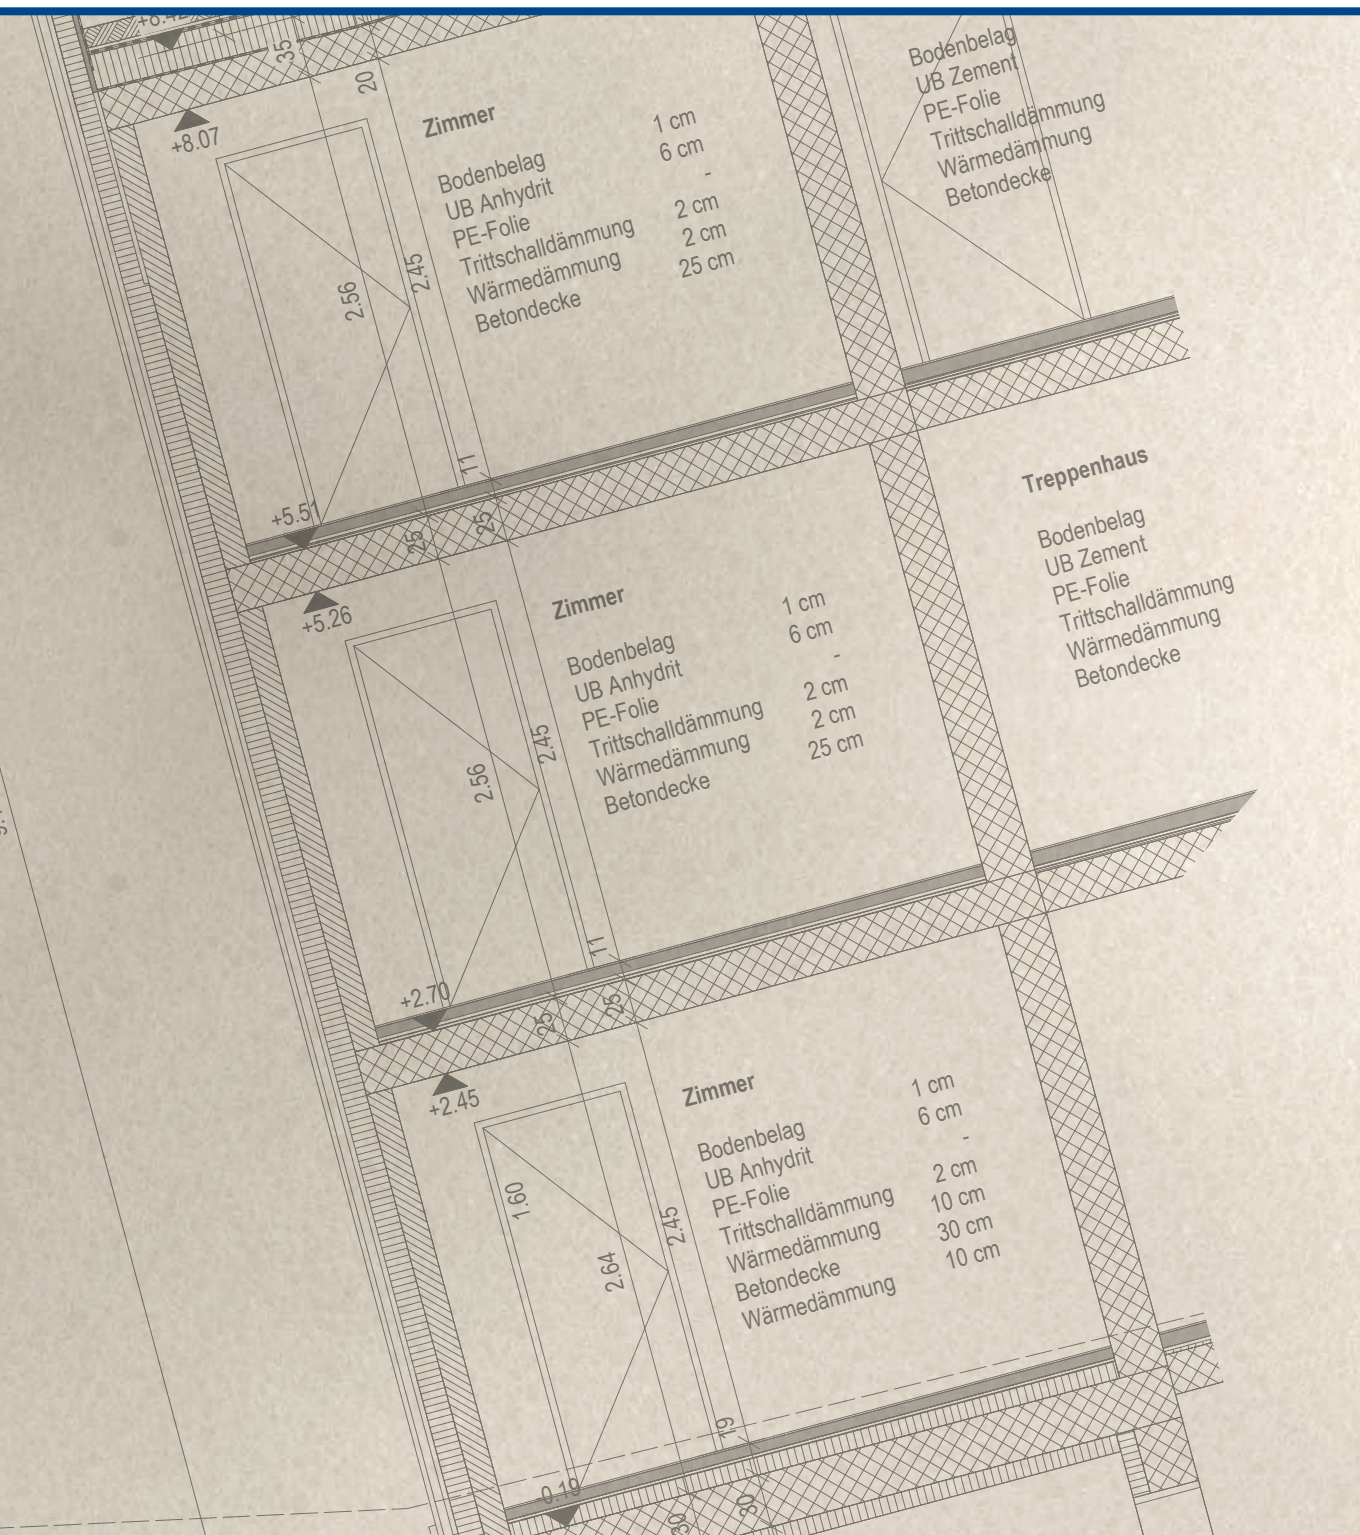 +8.42
35
20
+8.07
Zimmer
Bodenbelag 1 cm
UB Anhydrit 6 cm
PE-Folie -
Trittschalldämmung 2 cm
Wärmedämmung 2 cm
Betondecke 25 cm
2.56
2.45
11
Bodenbelag
UB Zement
PE-Folie
Trittschalldämmung
Wärmedämmung
Betondecke
+5.51
25
25
+5.26
Zimmer
Bodenbelag 1 cm
UB Anhydrit 6 cm
PE-Folie -
Trittschalldämmung 2 cm
Wärmedämmung 2 cm
Betondecke 25 cm
2.56
2.45
11
Treppenhaus
Bodenbelag
UB Zement
PE-Folie
Trittschalldämmung
Wärmedämmung
Betondecke
+2.70
25
25
+2.45
Zimmer
Bodenbelag 1 cm
UB Anhydrit 6 cm
PE-Folie -
Trittschalldämmung 2 cm
Wärmedämmung 10 cm
Betondecke 30 cm
Wärmedämmung 10 cm
1.60
2.64
2.45
19
0.19
30
30